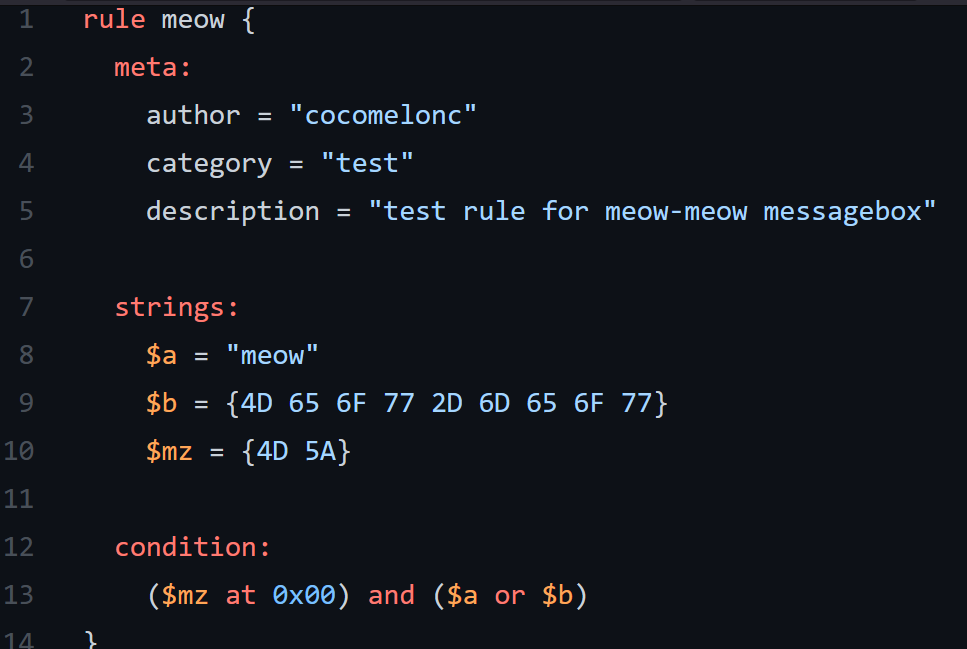 1 rule meow {
2 meta:
3 author = "cocomelonc"
4 category = "test"
5 description = "test rule for meow-meow messagebox"
6
7 strings:
8 $a = "meow"
9 $b = {4D 65 6F 77 2D 6D 65 6F 77}
10 $mz = {4D 5A}
11
12 condition:
13 ($mz at 0x00) and ($a or $b)
14 }